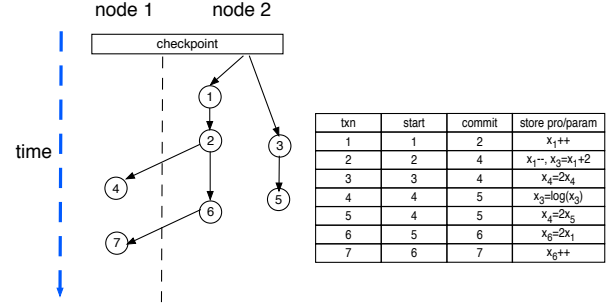 node 1 node 2
checkpoint
time
1
2
3
4
5
6
7
txn start commit store pro/param
1 1 2 x1++
2 2 4 x1--, x3=x1+2
3 3 4 x4=2x4
4 4 5 x3=log(x3)
5 4 5 x4=2x5
6 5 6 x6=2x1
7 6 7 x6++